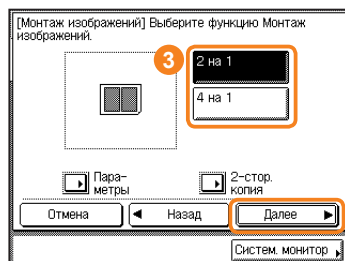 [Монтаж изображений] Выберите функцию Монтаж
изображений.
3
2 на 1
4 на 1
Пара-
метры
2-стор.
копия
Отмена
Назад
Далее
Систем. монитор